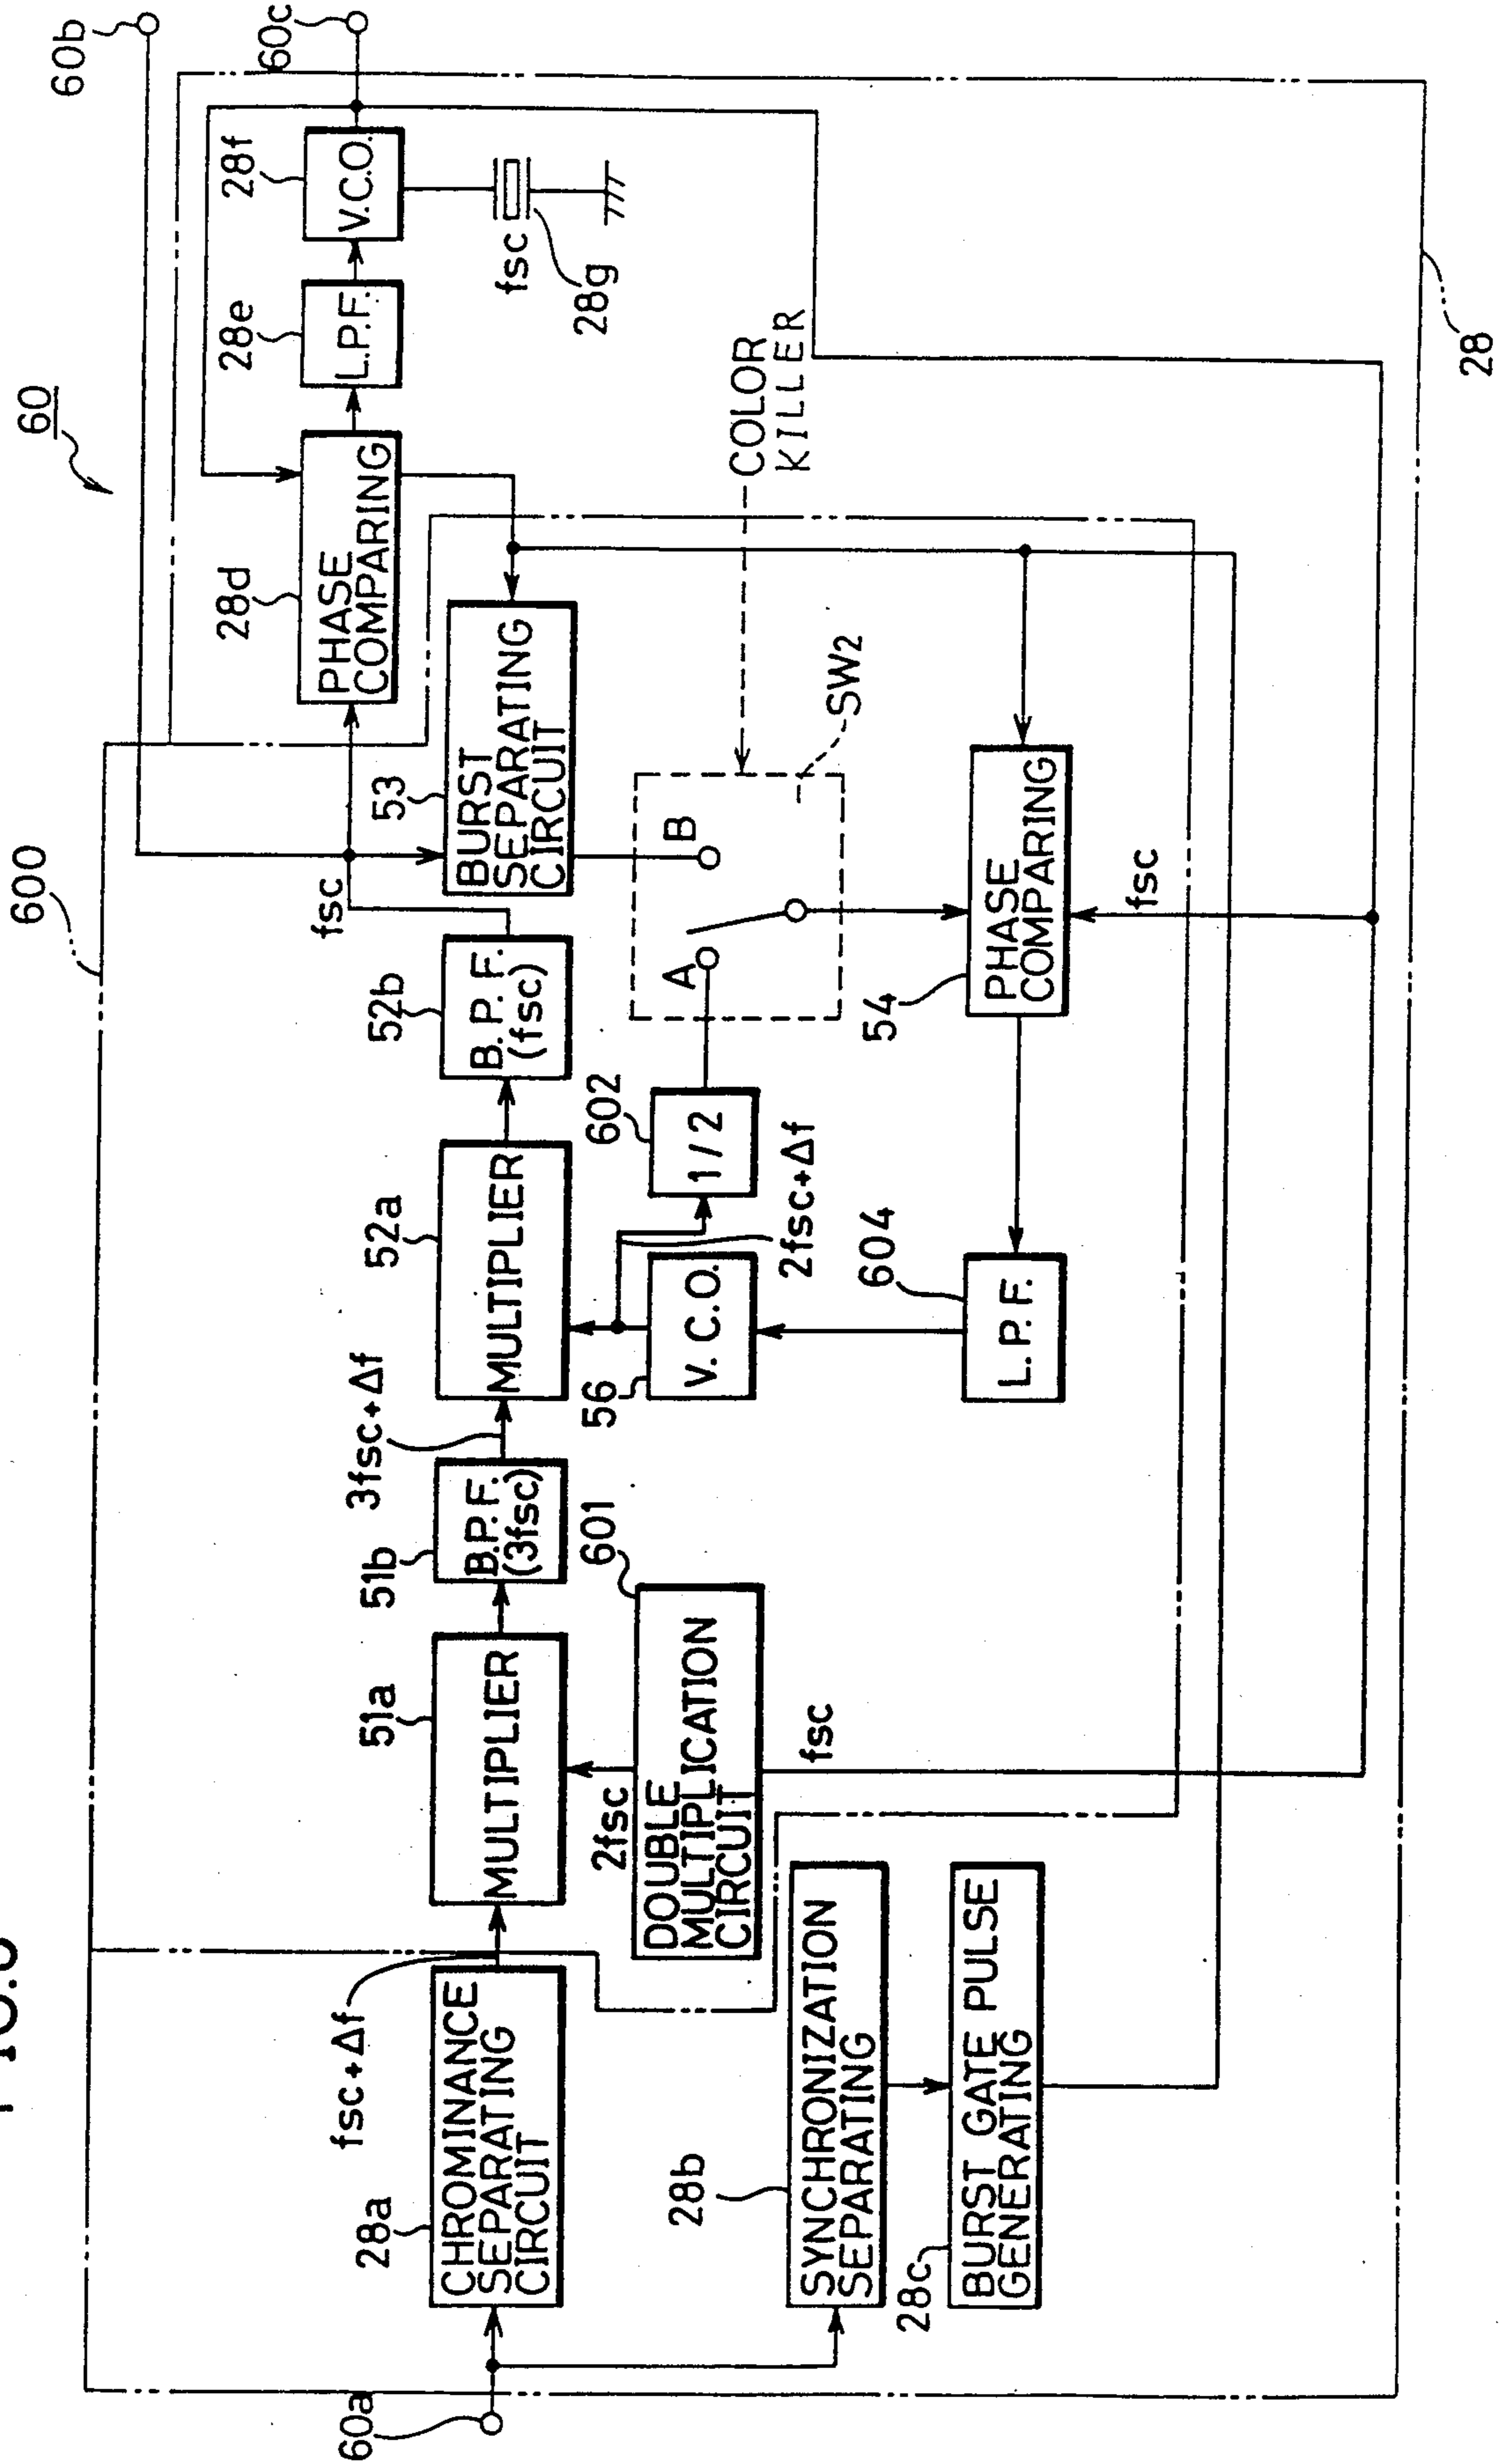 60
60b
60c
600
28
60a
28a
CHROMINANCE
SEPARATING
CIRCUIT
fsc+Δf
51a
MULTIPLIER
51b
B.P.F.
(3fsc)
3fsc+Δf
52a
MULTIPLIER
52b
B.P.F.
(fsc)
fsc
28d
PHASE
COMPARING
28e
L.P.F.
28f
V.C.O.
fsc
28g
53
BURST
SEPARATING
CIRCUIT
2fsc
601
DOUBLE
MULTIPLICATION
CIRCUIT
fsc
56
V.C.O.
2fsc+Δf
602
1/2
A
B
SW2
COLOR
KILLER
604
L.P.F.
54
PHASE
COMPARING
fsc
28b
SYNCHRONIZATION
SEPARATING
28c
BURST GATE PULSE
GENERATING